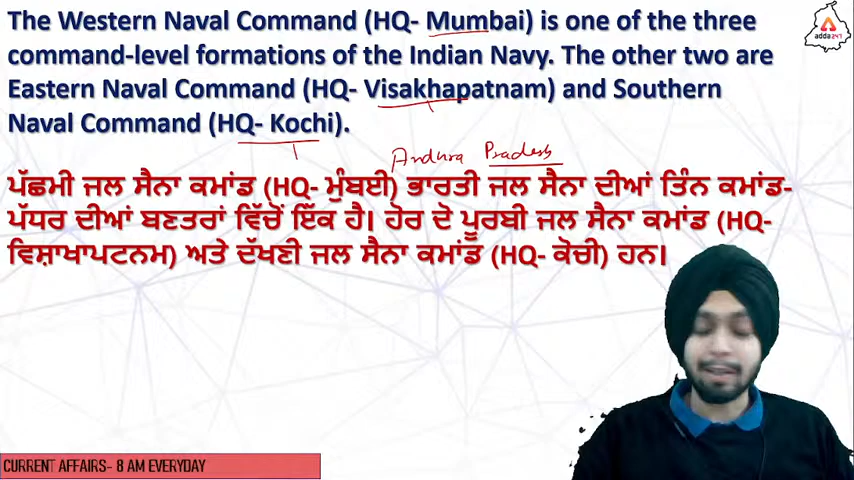 The Western Naval Command (HQ- Mumbai) is one of the three
command-level formations of the Indian Navy. The other two are
Eastern Naval Command (HQ- Visakhapatnam) and Southern
Naval Command (HQ- Kochi).
Andhra Pradesh
ਪੱਛਮੀ ਜਲ ਸੈਨਾ ਕਮਾਂਡ (HQ- ਮੁੰਬਈ) ਭਾਰਤੀ ਜਲ ਸੈਨਾ ਦੀਆਂ ਤਿੰਨ ਕਮਾਂਡ-
ਪੱਧਰ ਦੀਆਂ ਬਣਤਰਾਂ ਵਿੱਚੋਂ ਇੱਕ ਹੈ। ਹੋਰ ਦੋ ਪੂਰਬੀ ਜਲ ਸੈਨਾ ਕਮਾਂਡ (HQ-
ਵਿਸ਼ਾਖਾਪਟਨਮ) ਅਤੇ ਦੱਖਣੀ ਜਲ ਸੈਨਾ ਕਮਾਂਡ (HQ- ਕੋਚੀ) ਹਨ।
adda247
CURRENT AFFAIRS- 8 AM EVERYDAY